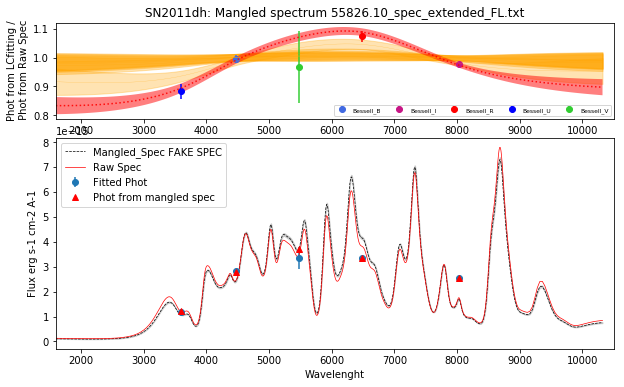 SN2011dh: Mangled spectrum 55826.10_spec_extended_FL.txt
Phot from LCfitting /
Phot from Raw Spec
1.1
1.0
0.9
0.8
Bessell_B
Bessell_I
Bessell_R
Bessell_U
Bessell_V
2000 3000 4000 5000 6000 7000 8000 9000 10000
Flux erg s-1 cm-2 A-1
8
7
6
5
4
3
2
1
0
Mangled_Spec FAKE SPEC
Raw Spec
Fitted Phot
Phot from mangled spec
2000 3000 4000 5000 6000 7000 8000 9000 10000
Wavelenght